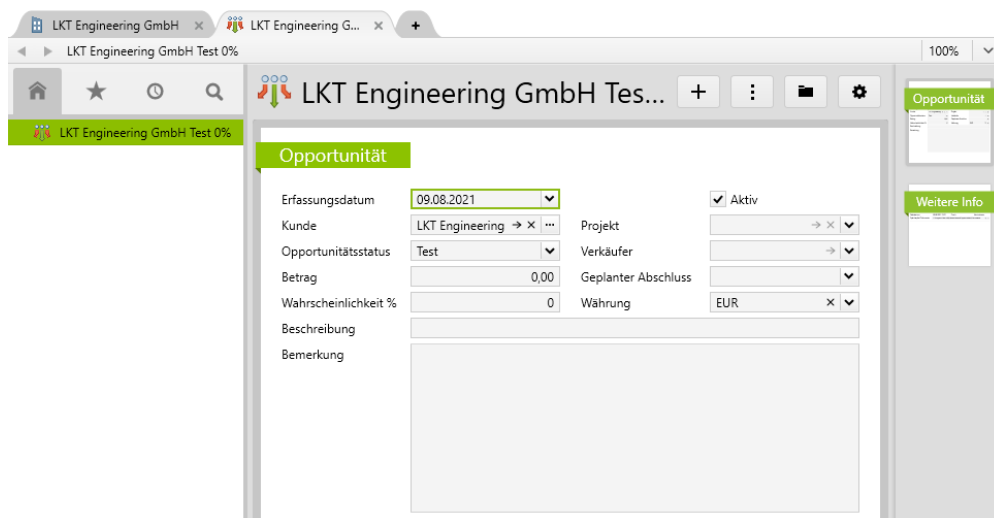 LKT Engineering GmbH LKT Engineering G...
LKT Engineering GmbH Test 0% 100%
LKT Engineering GmbH Tes...
LKT Engineering GmbH Test 0%
Opportunität
Erfassungsdatum 09.08.2021 Aktiv
Kunde LKT Engineering Projekt
Opportunitätsstatus Test Verkäufer
Betrag 0,00 Geplanter Abschluss
Wahrscheinlichkeit % 0 Währung EUR
Beschreibung
Bemerkung
Opportunität
Weitere Info